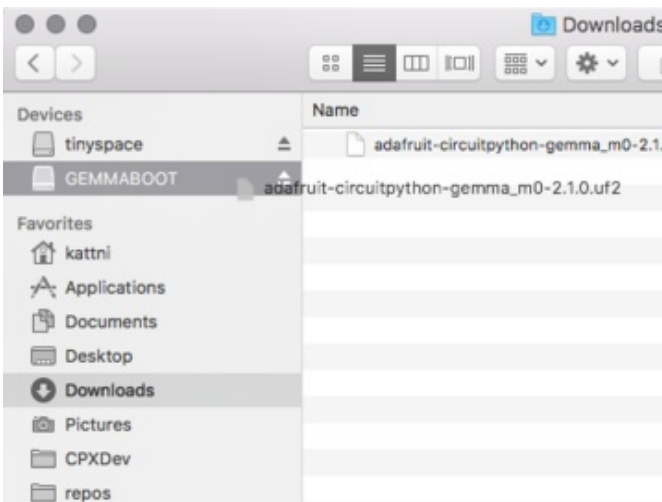 Downloads
Devices
Name
tinyspace
adafruit-circuitpython-gemma_m0-2.1.
GEMMABOOT
adafruit-circuitpython-gemma_m0-2.1.0.uf2
Favorites
kattni
Applications
Documents
Desktop
Downloads
Pictures
CPXDev
repos